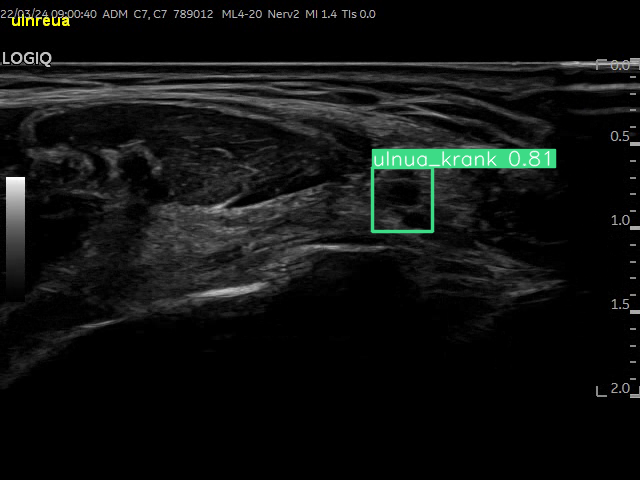 22/03/24 09:00:40 ADM C7, C7 789012 ML4-20 Nerv2 MI 1.4 TIs 0.0
uinreua
LOGIQ
0.0
0.5
ulnua_krank 0.81
1.0
1.5
2.0